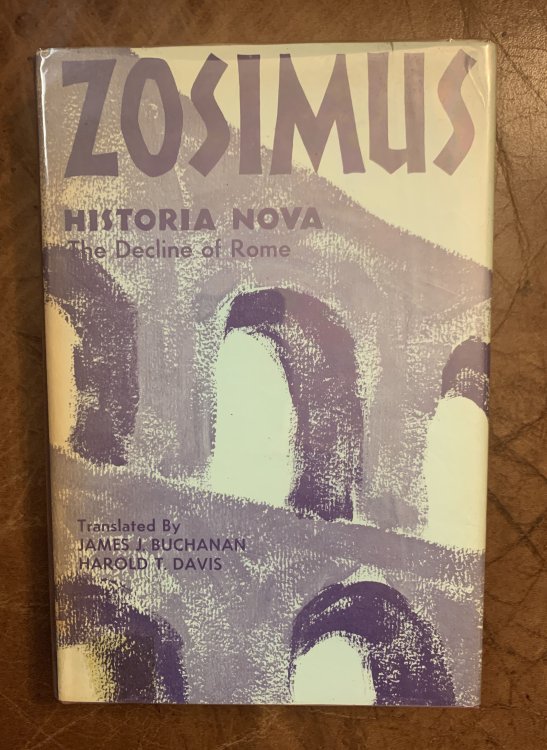 ZOSIMUS
HISTORIA NOVA
The Decline of Rome
Translated By
JAMES J. BUCHANAN
HAROLD T. DAVIS